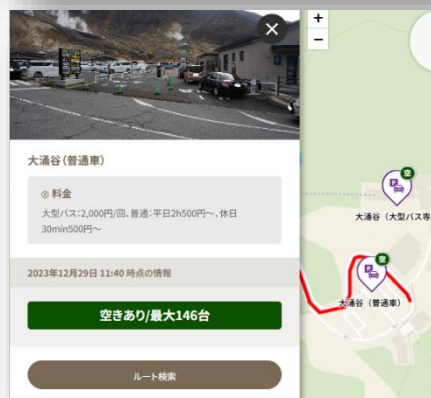 +
−
大涌谷(普通車)
料金
大型バス:2,000円/回、普通:平日2h500円〜、休日
30min500円〜
2023年12月29日 11:40 時点の情報
空きあり/最大146台
ルート検索
空
P
大涌谷(大型バス専
空
P
大涌谷(普通車)